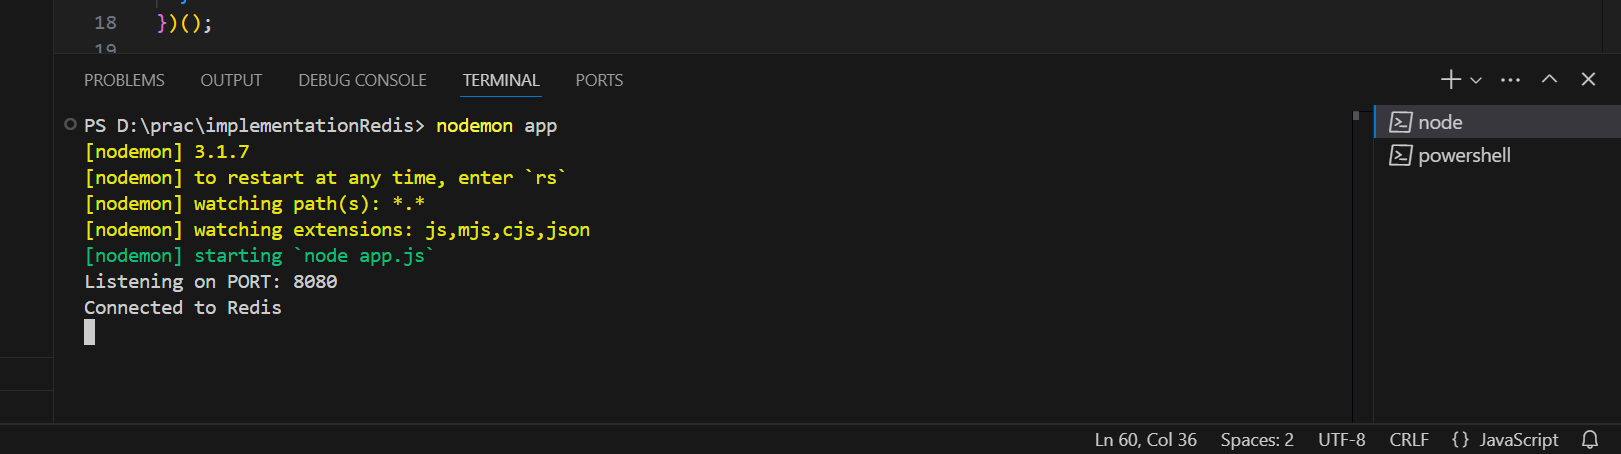 18 })();
19
PROBLEMS OUTPUT DEBUG CONSOLE TERMINAL PORTS
PS D:\prac\implementationRedis> nodemon app
[nodemon] 3.1.7
[nodemon] to restart at any time, enter `rs`
[nodemon] watching path(s): *.*
[nodemon] watching extensions: js,mjs,cjs,json
[nodemon] starting `node app.js`
Listening on PORT: 8080
Connected to Redis
node
powershell
Ln 60, Col 36 Spaces: 2 UTF-8 CRLF {} JavaScript